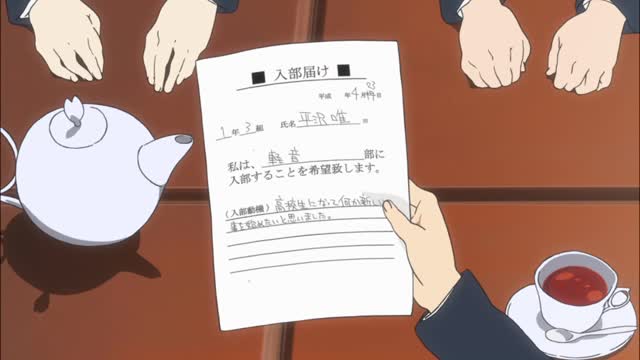 ■ 入部届け ■
平成 年 4月 日
1年 3組 氏名 平沢 唯
私は、軽音 部に
入部することを希望致します。
(入部動機) 高校生になって何か新しい
事を始めたいと思いました。